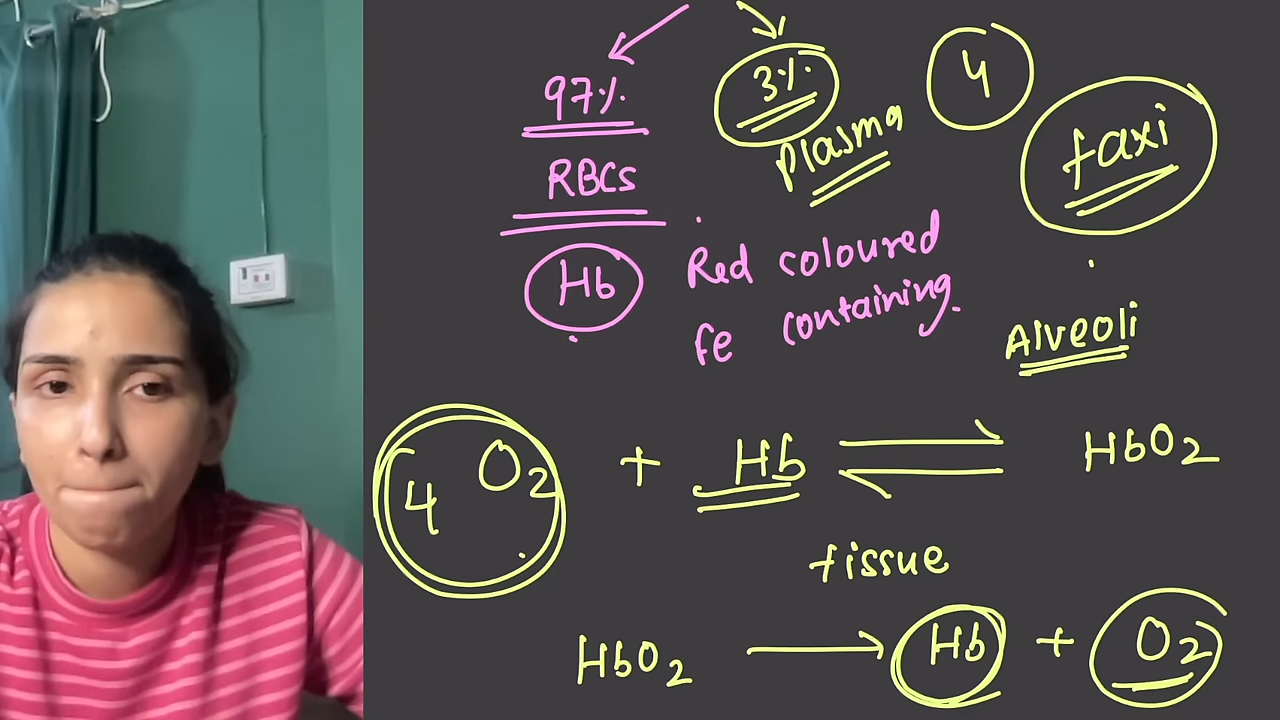 97%. 3%. 4
plasma taxi
RBCs
Hb Red coloured
fe containing.
Alveoli
4 O2 + Hb ⇌ HbO2
tissue
HbO2 → Hb + O2